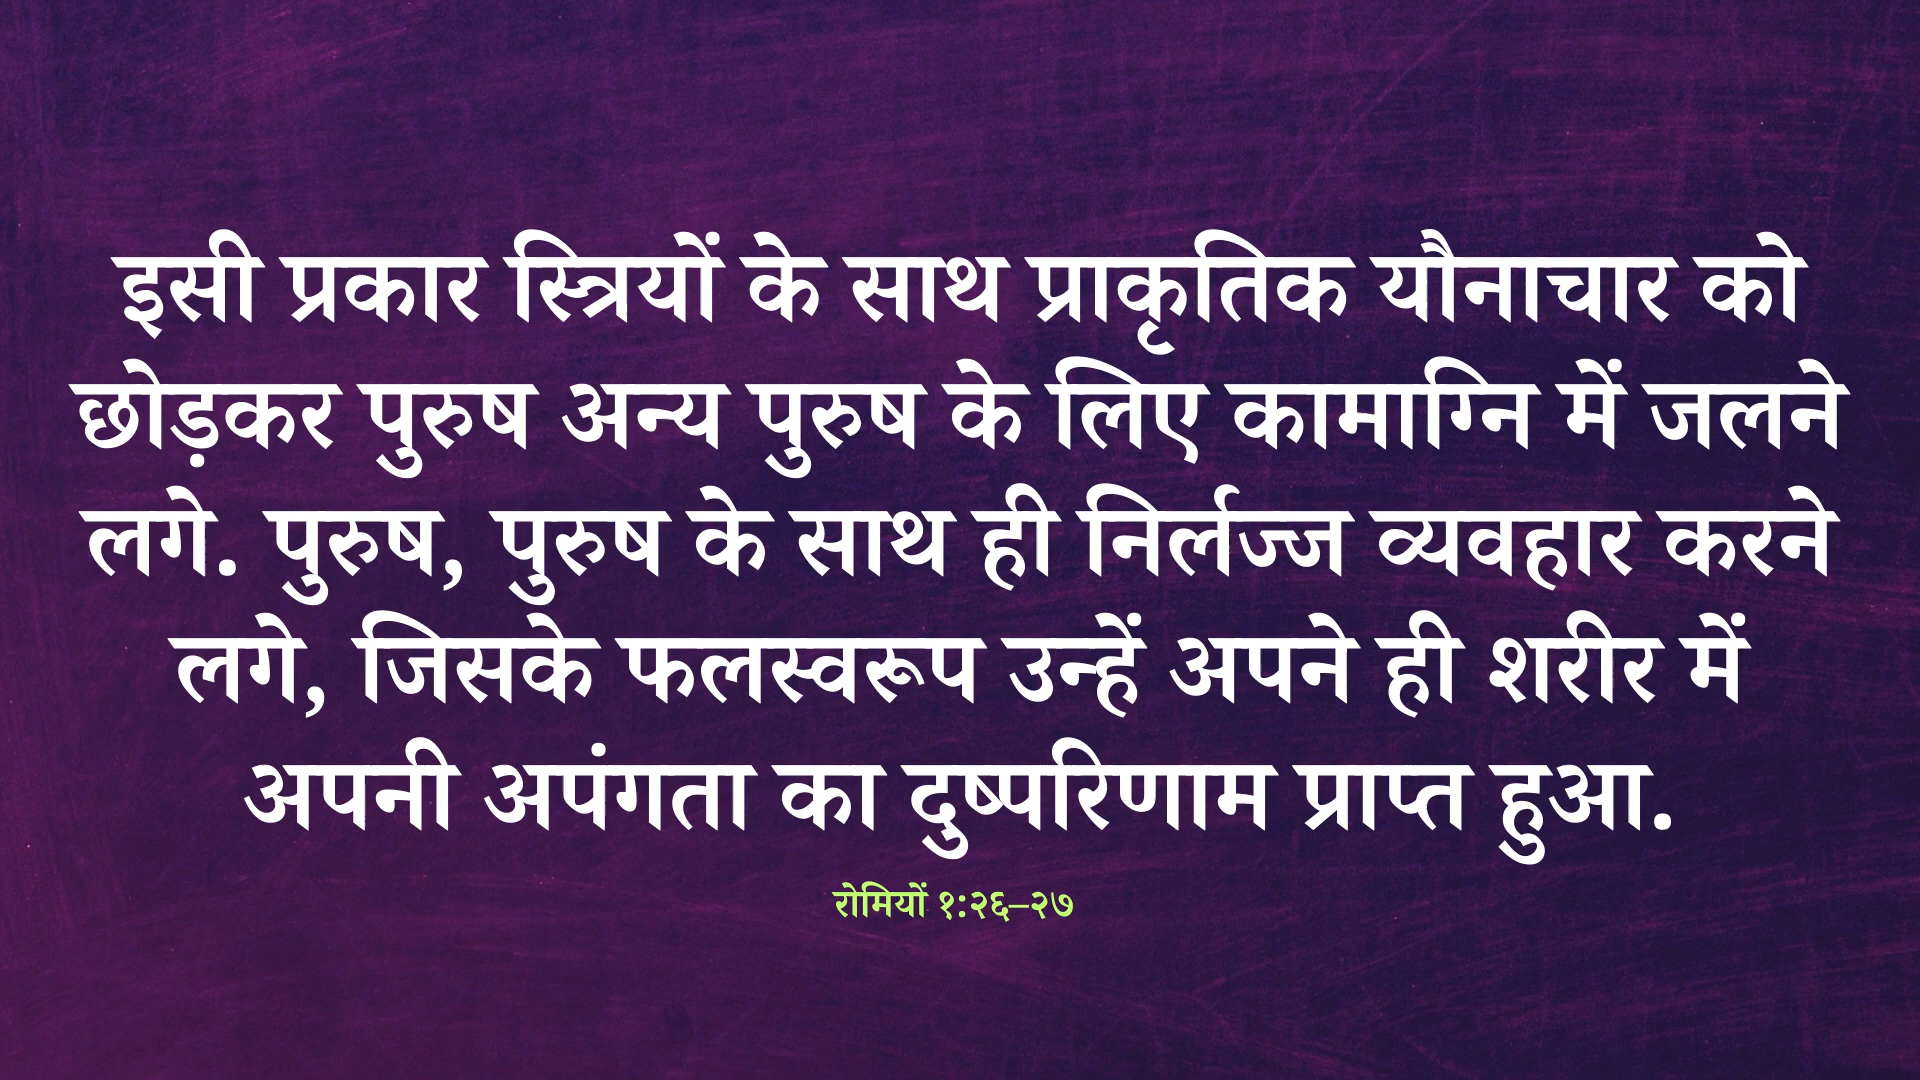 इसी प्रकार स्त्रियों के साथ प्राकृतिक यौनाचार को
छोड़कर पुरुष अन्य पुरुष के लिए कामाग्नि में जलने
लगे. पुरुष, पुरुष के साथ ही निर्लज्ज व्यवहार करने
लगे, जिसके फलस्वरूप उन्हें अपने ही शरीर में
अपनी अपंगता का दुष्परिणाम प्राप्त हुआ.
रोमियों १:२६–२७